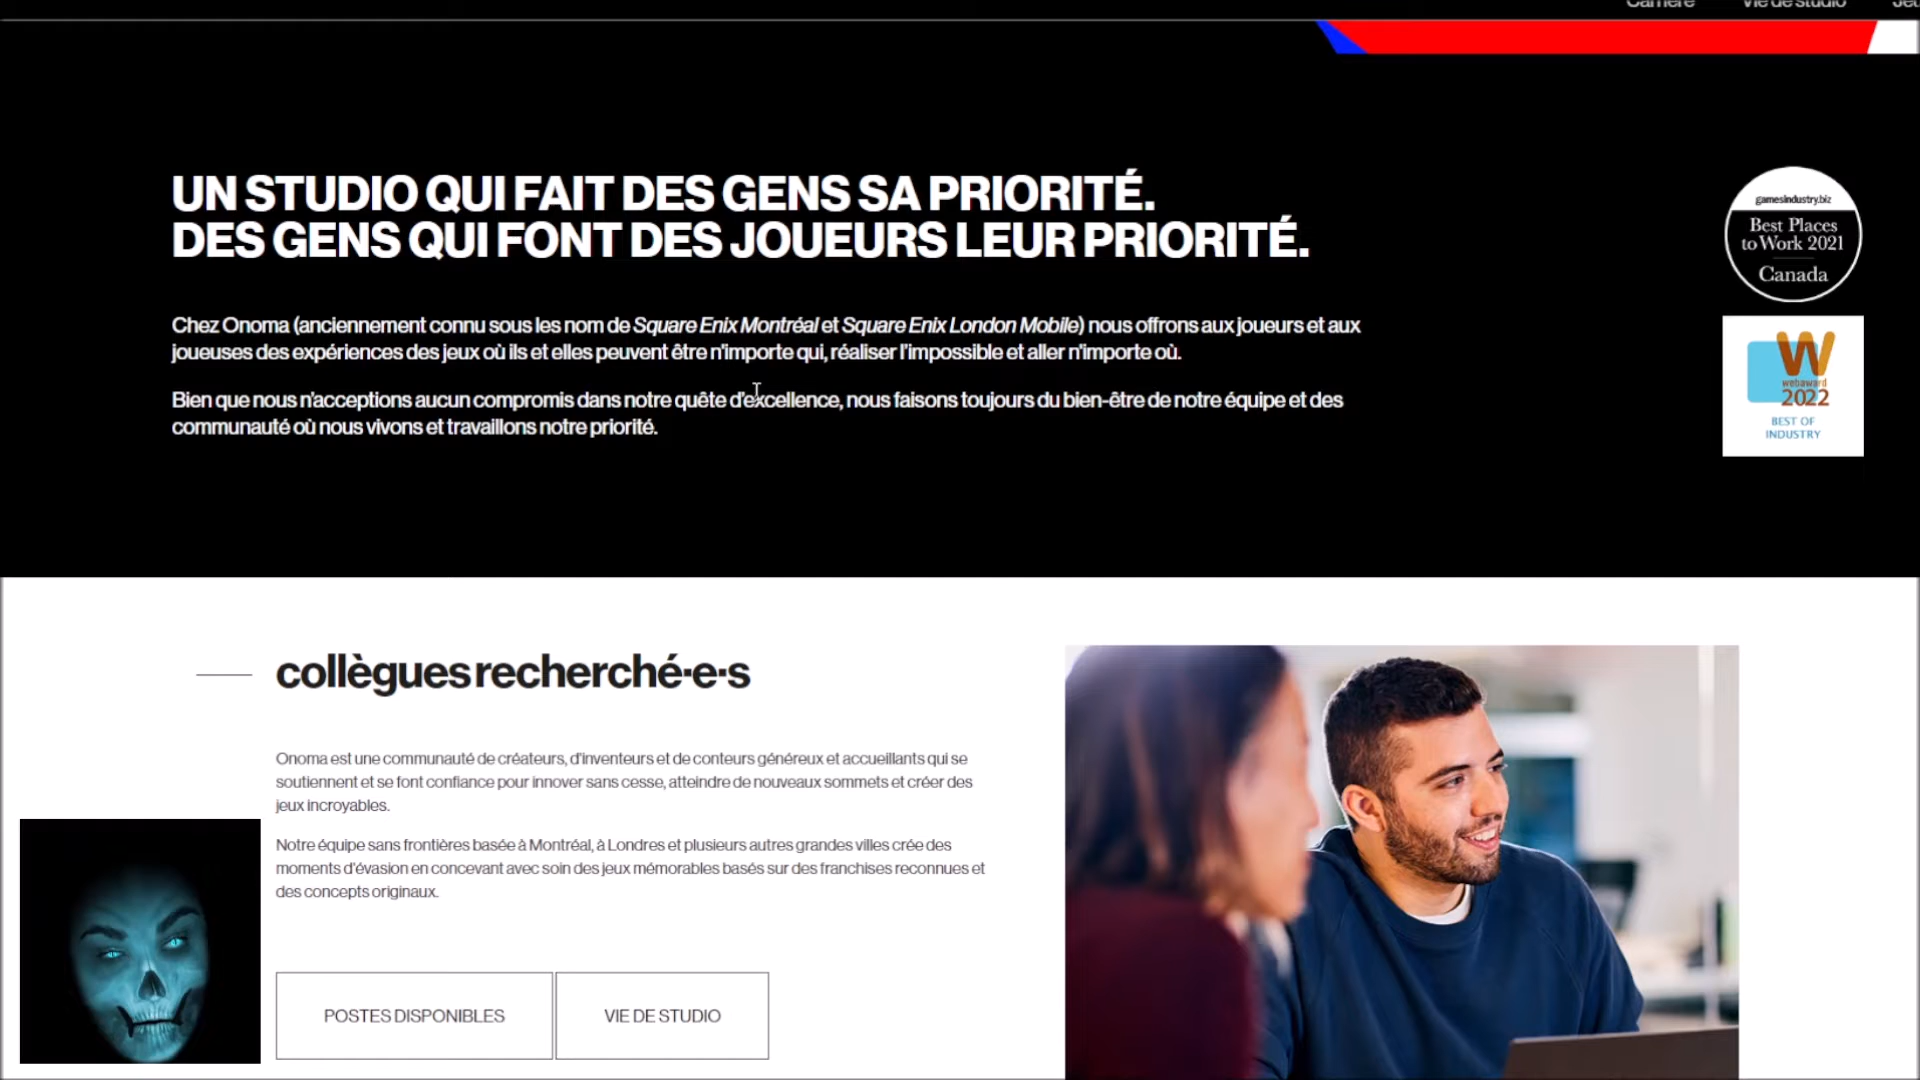 Carrière Vie de studio Jeu
UN STUDIO QUI FAIT DES GENS SA PRIORITÉ.
DES GENS QUI FONT DES JOUEURS LEUR PRIORITÉ.
Chez Onoma (anciennement connu sous les nom de Square Enix Montréal et Square Enix London Mobile) nous offrons aux joueurs et aux
joueuses des expériences des jeux où ils et elles peuvent être n'importe qui, réaliser l'impossible et aller n'importe où.
Bien que nous n'acceptions aucun compromis dans notre quête d'excellence, nous faisons toujours du bien-être de notre équipe et des
communauté où nous vivons et travaillons notre priorité.
gamesindustry.biz
Best Places
to Work 2021
Canada
W
webaward
2022
BEST OF
INDUSTRY
collègues recherché·e·s
Onoma est une communauté de créateurs, d'inventeurs et de conteurs généreux et accueillants qui se
soutiennent et se font confiance pour innover sans cesse, atteindre de nouveaux sommets et créer des
jeux incroyables.
Notre équipe sans frontières basée à Montréal, à Londres et plusieurs autres grandes villes crée des
moments d'évasion en concevant avec soin des jeux mémorables basés sur des franchises reconnues et
des concepts originaux.
POSTES DISPONIBLES
VIE DE STUDIO